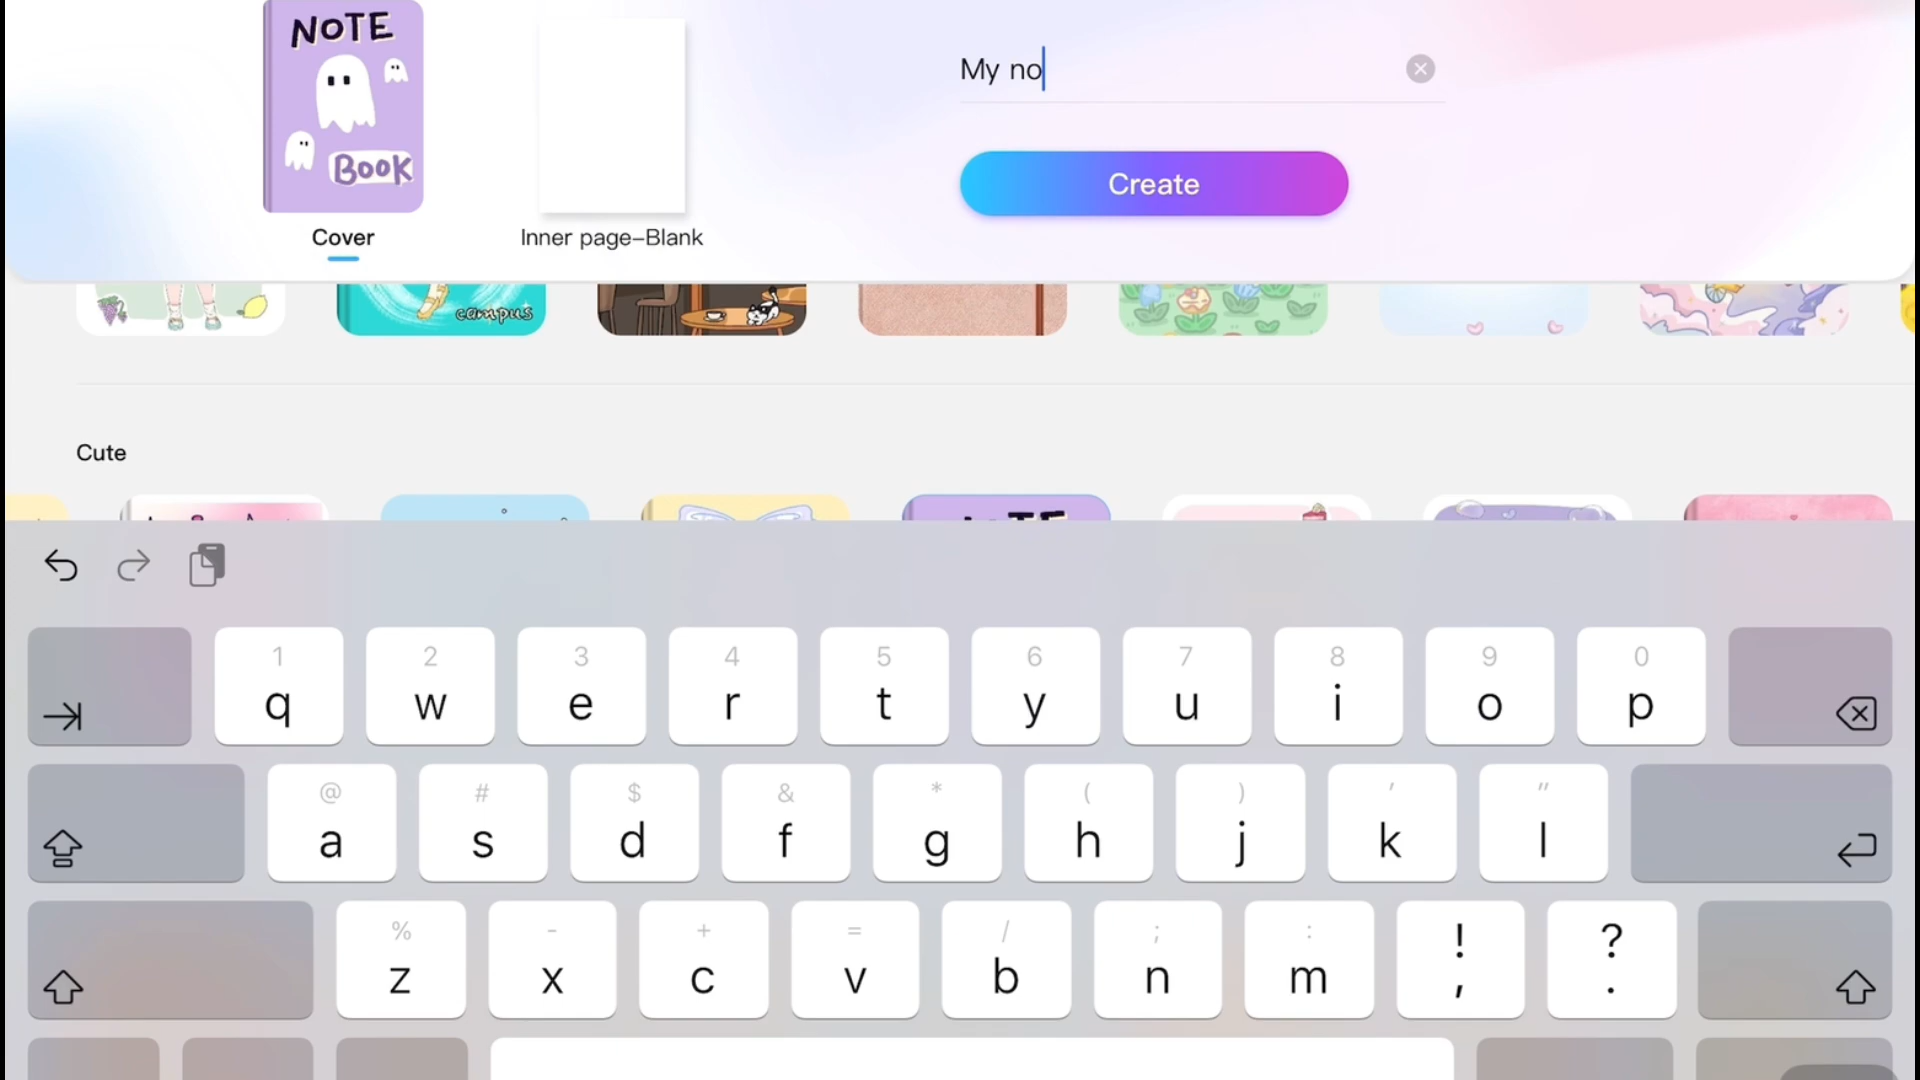 NOTE
BOOK
My no
Create
Cover
Inner page–Blank
campus
Cute
1 2 3 4 5 6 7 8 9 0
q w e r t y u i o p
@ # $ & * ( ) ' "
a s d f g h j k l
% - + = / ; : ! ?
z x c v b n m , .